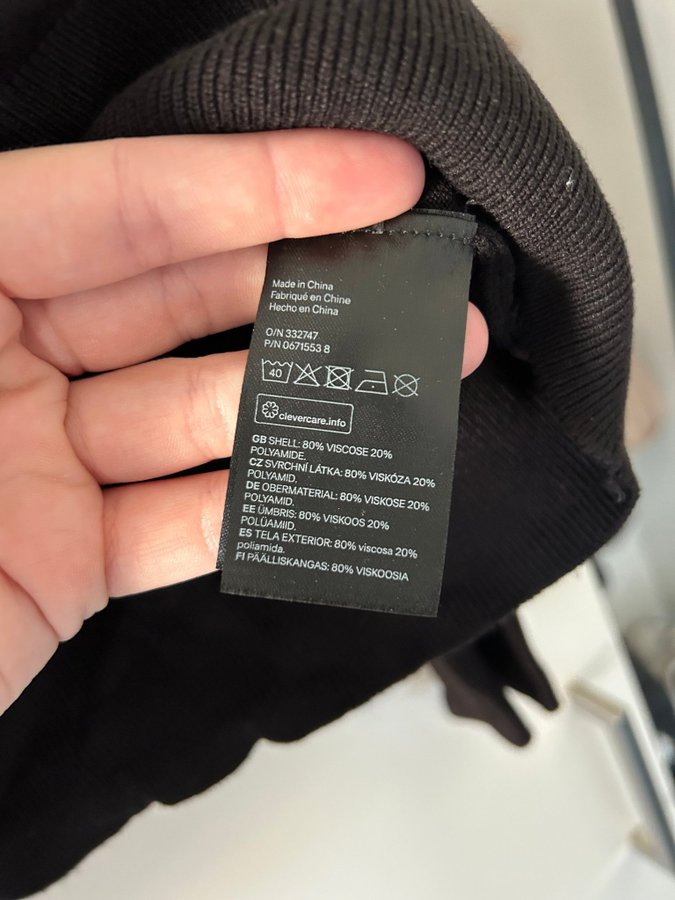 Made in China
Fabriqué en Chine
Hecho en China
O/N 332747
P/N 0671553 8
40
clevercare.info
GB SHELL: 80% VISCOSE 20%
POLYAMIDE.
CZ SVRCHNÍ LÁTKA: 80% VISKÓZA 20%
POLYAMID.
DE OBERMATERIAL: 80% VISKOSE 20%
POLYAMID.
EE ÜMBRIS: 80% VISKOOS 20%
POLÜAMIID.
ES TELA EXTERIOR: 80% viscosa 20%
poliamida.
FI PÄÄLLISKANGAS: 80% VISKOOSIA